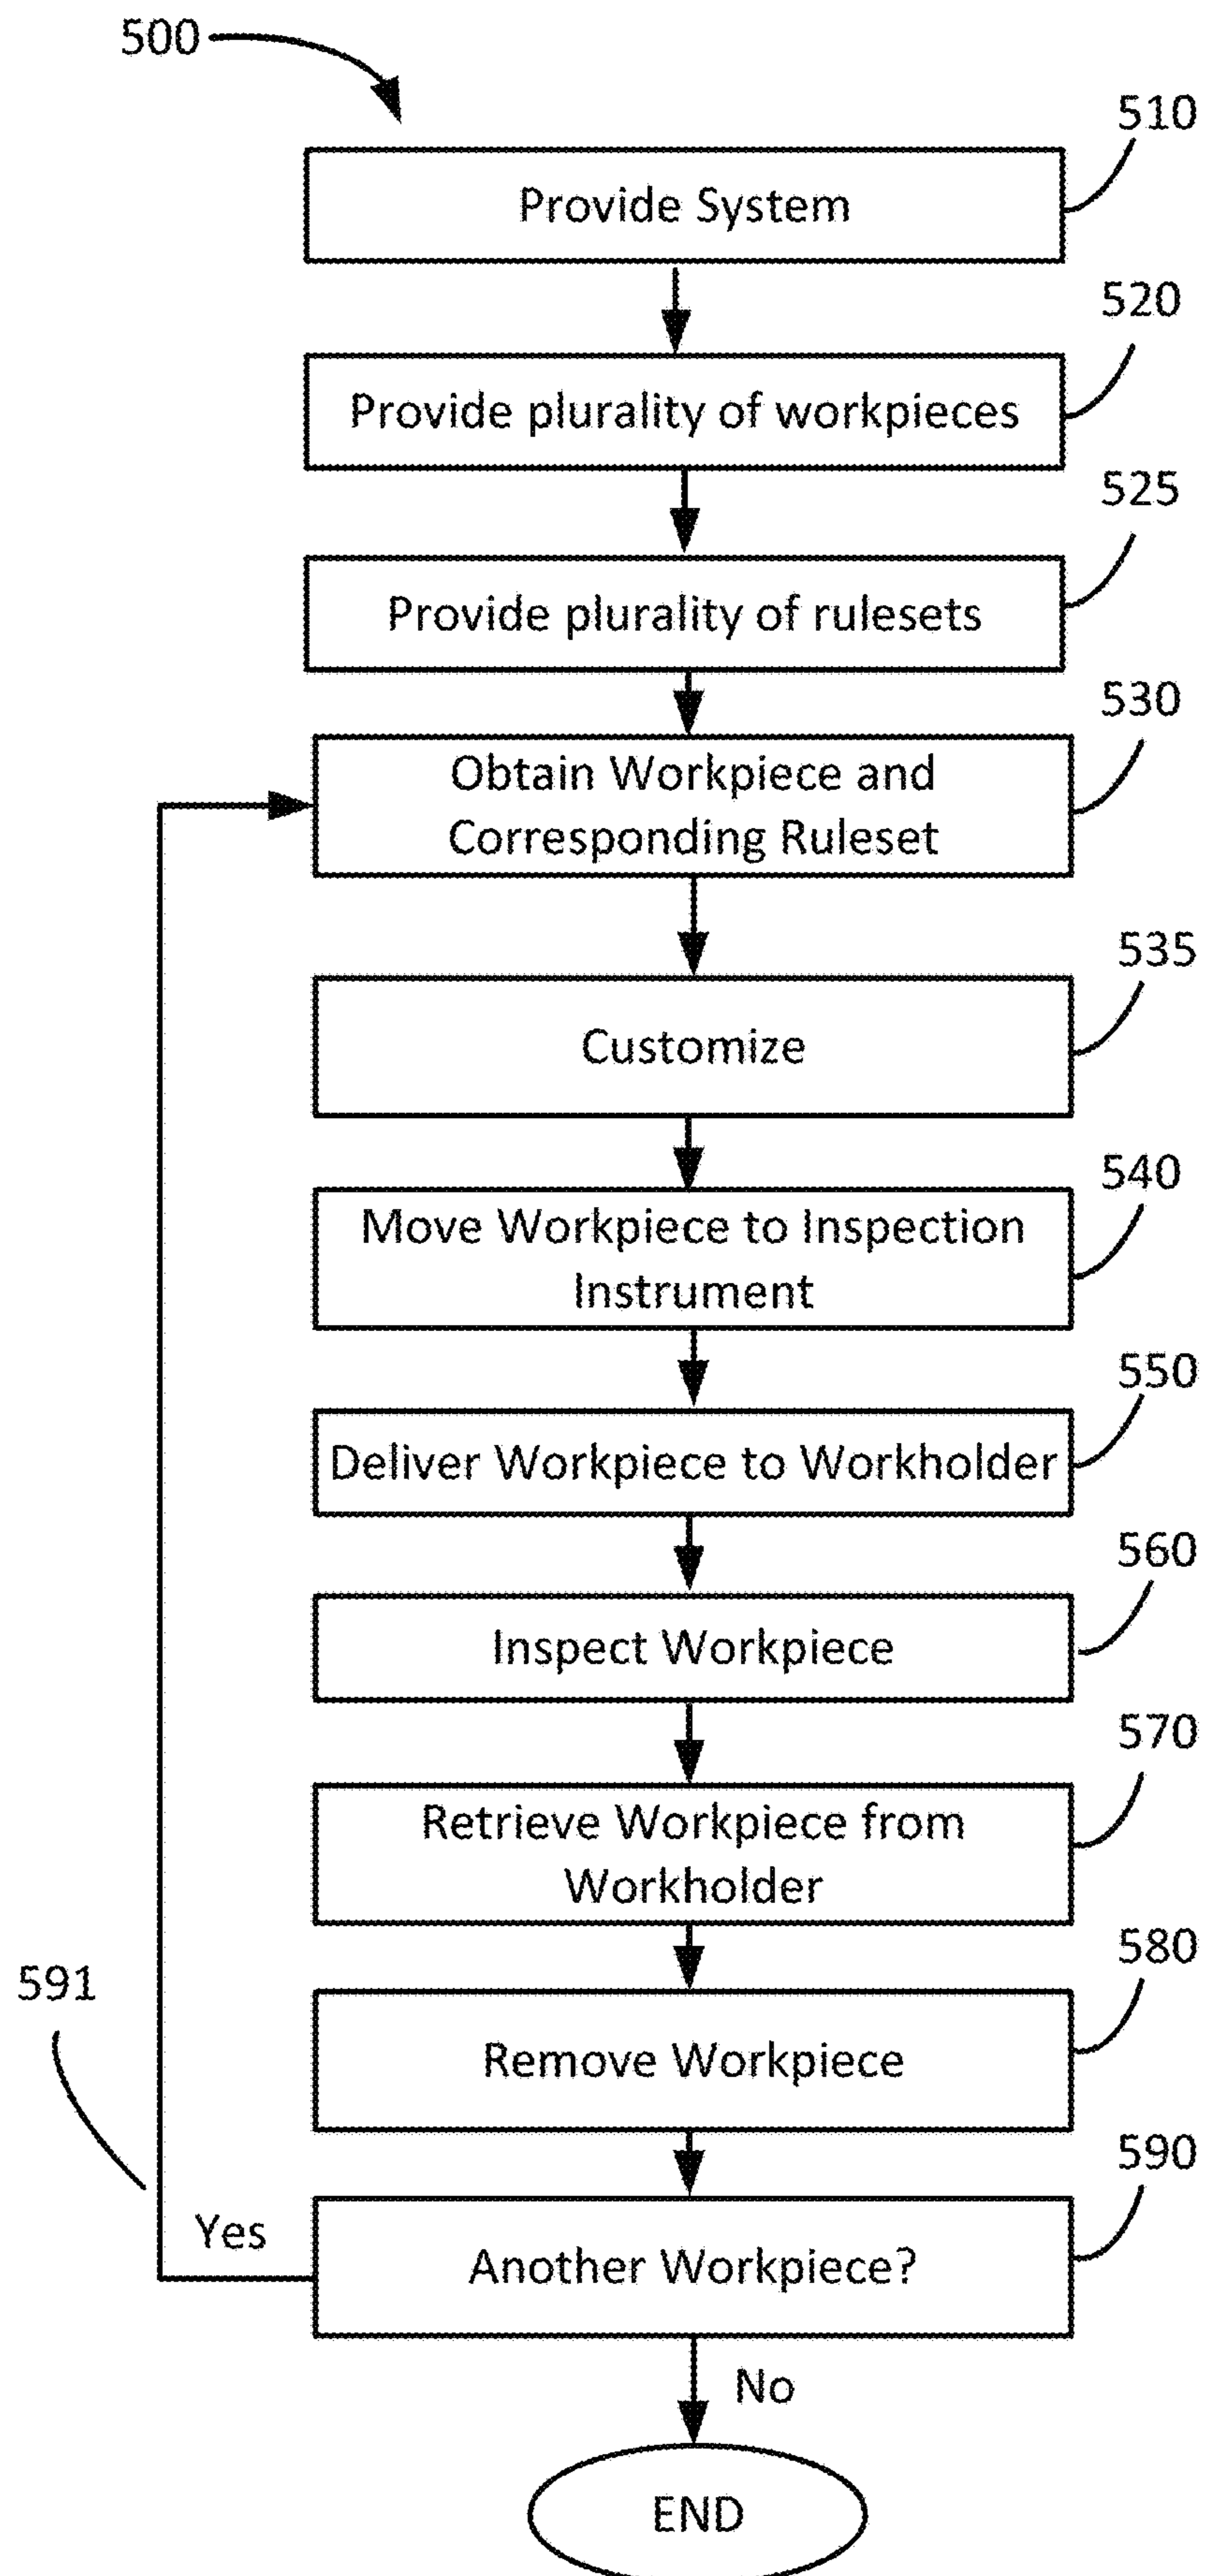 500
510
Provide System
520
Provide plurality of workpieces
525
Provide plurality of rulesets
530
Obtain Workpiece and
Corresponding Ruleset
535
Customize
540
Move Workpiece to Inspection
Instrument
550
Deliver Workpiece to Workholder
560
Inspect Workpiece
570
Retrieve Workpiece from
Workholder
580
Remove Workpiece
591
590
Yes
Another Workpiece?
No
END